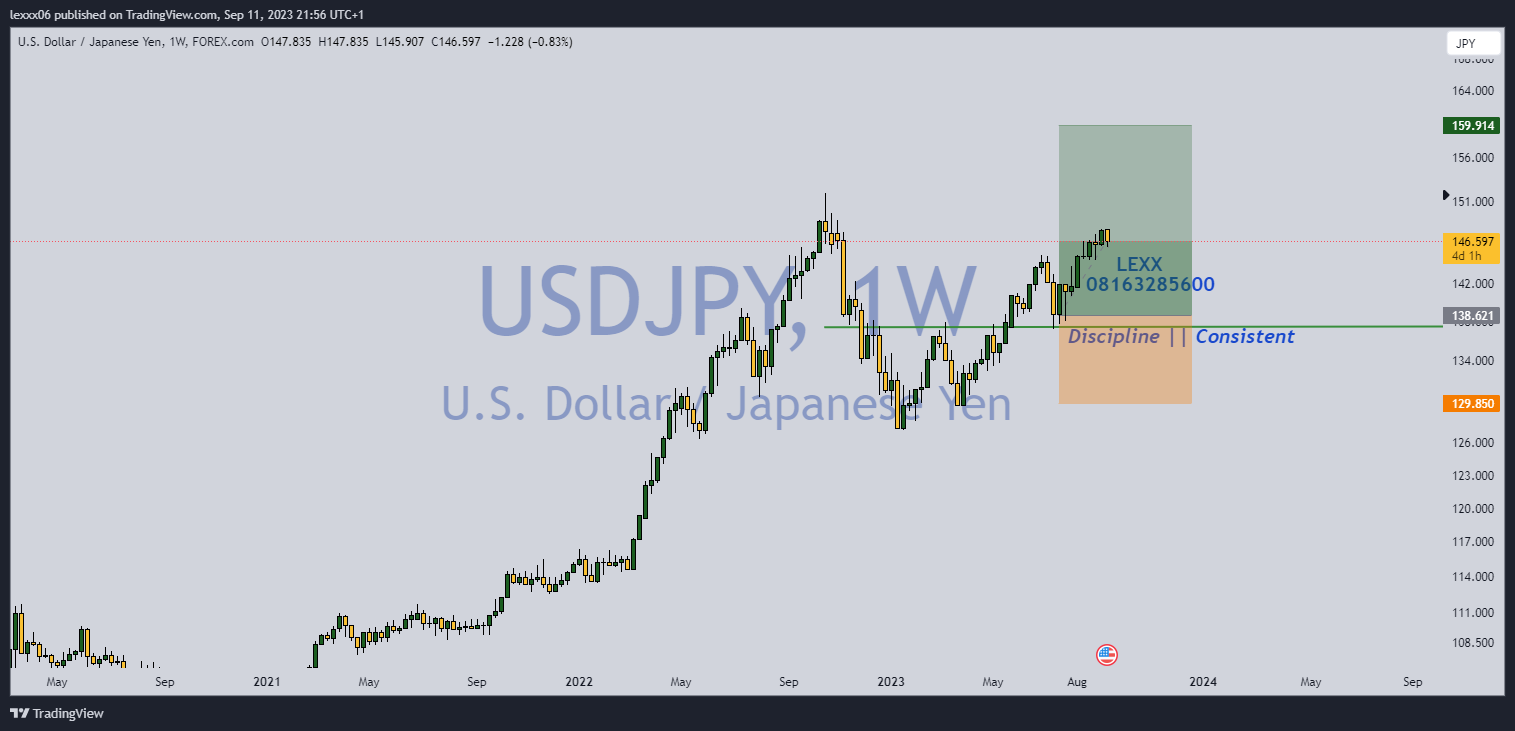 lexxx06 published on TradingView.com, Sep 11, 2023 21:56 UTC+1
U.S. Dollar / Japanese Yen, 1W, FOREX.com O147.835 H147.835 L145.907 C146.597 −1.228 (−0.83%)
JPY
168.000
164.000
159.914
156.000
151.000
146.597
4d 1h
142.000
138.621
138.000
134.000
129.850
126.000
123.000
120.000
117.000
114.000
111.000
108.500
USDJPY, 1W
U.S. Dollar / Japanese Yen
LEXX
08163285600
Discipline || Consistent
May Sep 2021 May Sep 2022 May Sep 2023 May Aug 2024 May Sep
TradingView